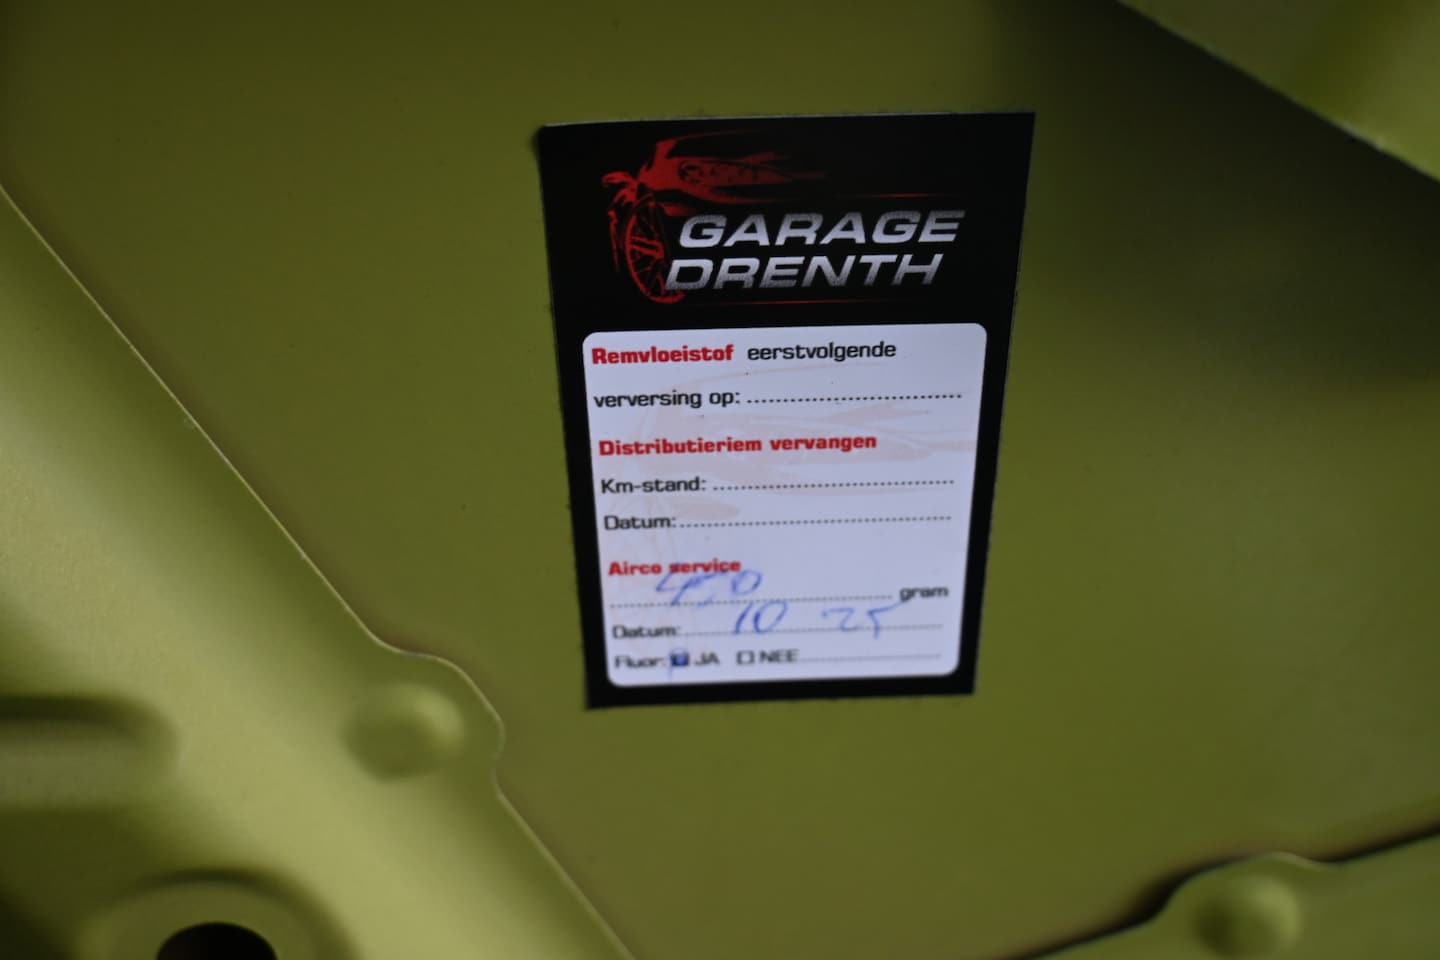 GARAGE
DRENTH
Remvloeistof eerstvolgende
verversing op: ........................................
Distributieriem vervangen
Km-stand: ........................................
Datum: ........................................
Airco service
450 gram
Datum: 10 25
Fluor: JA NEE